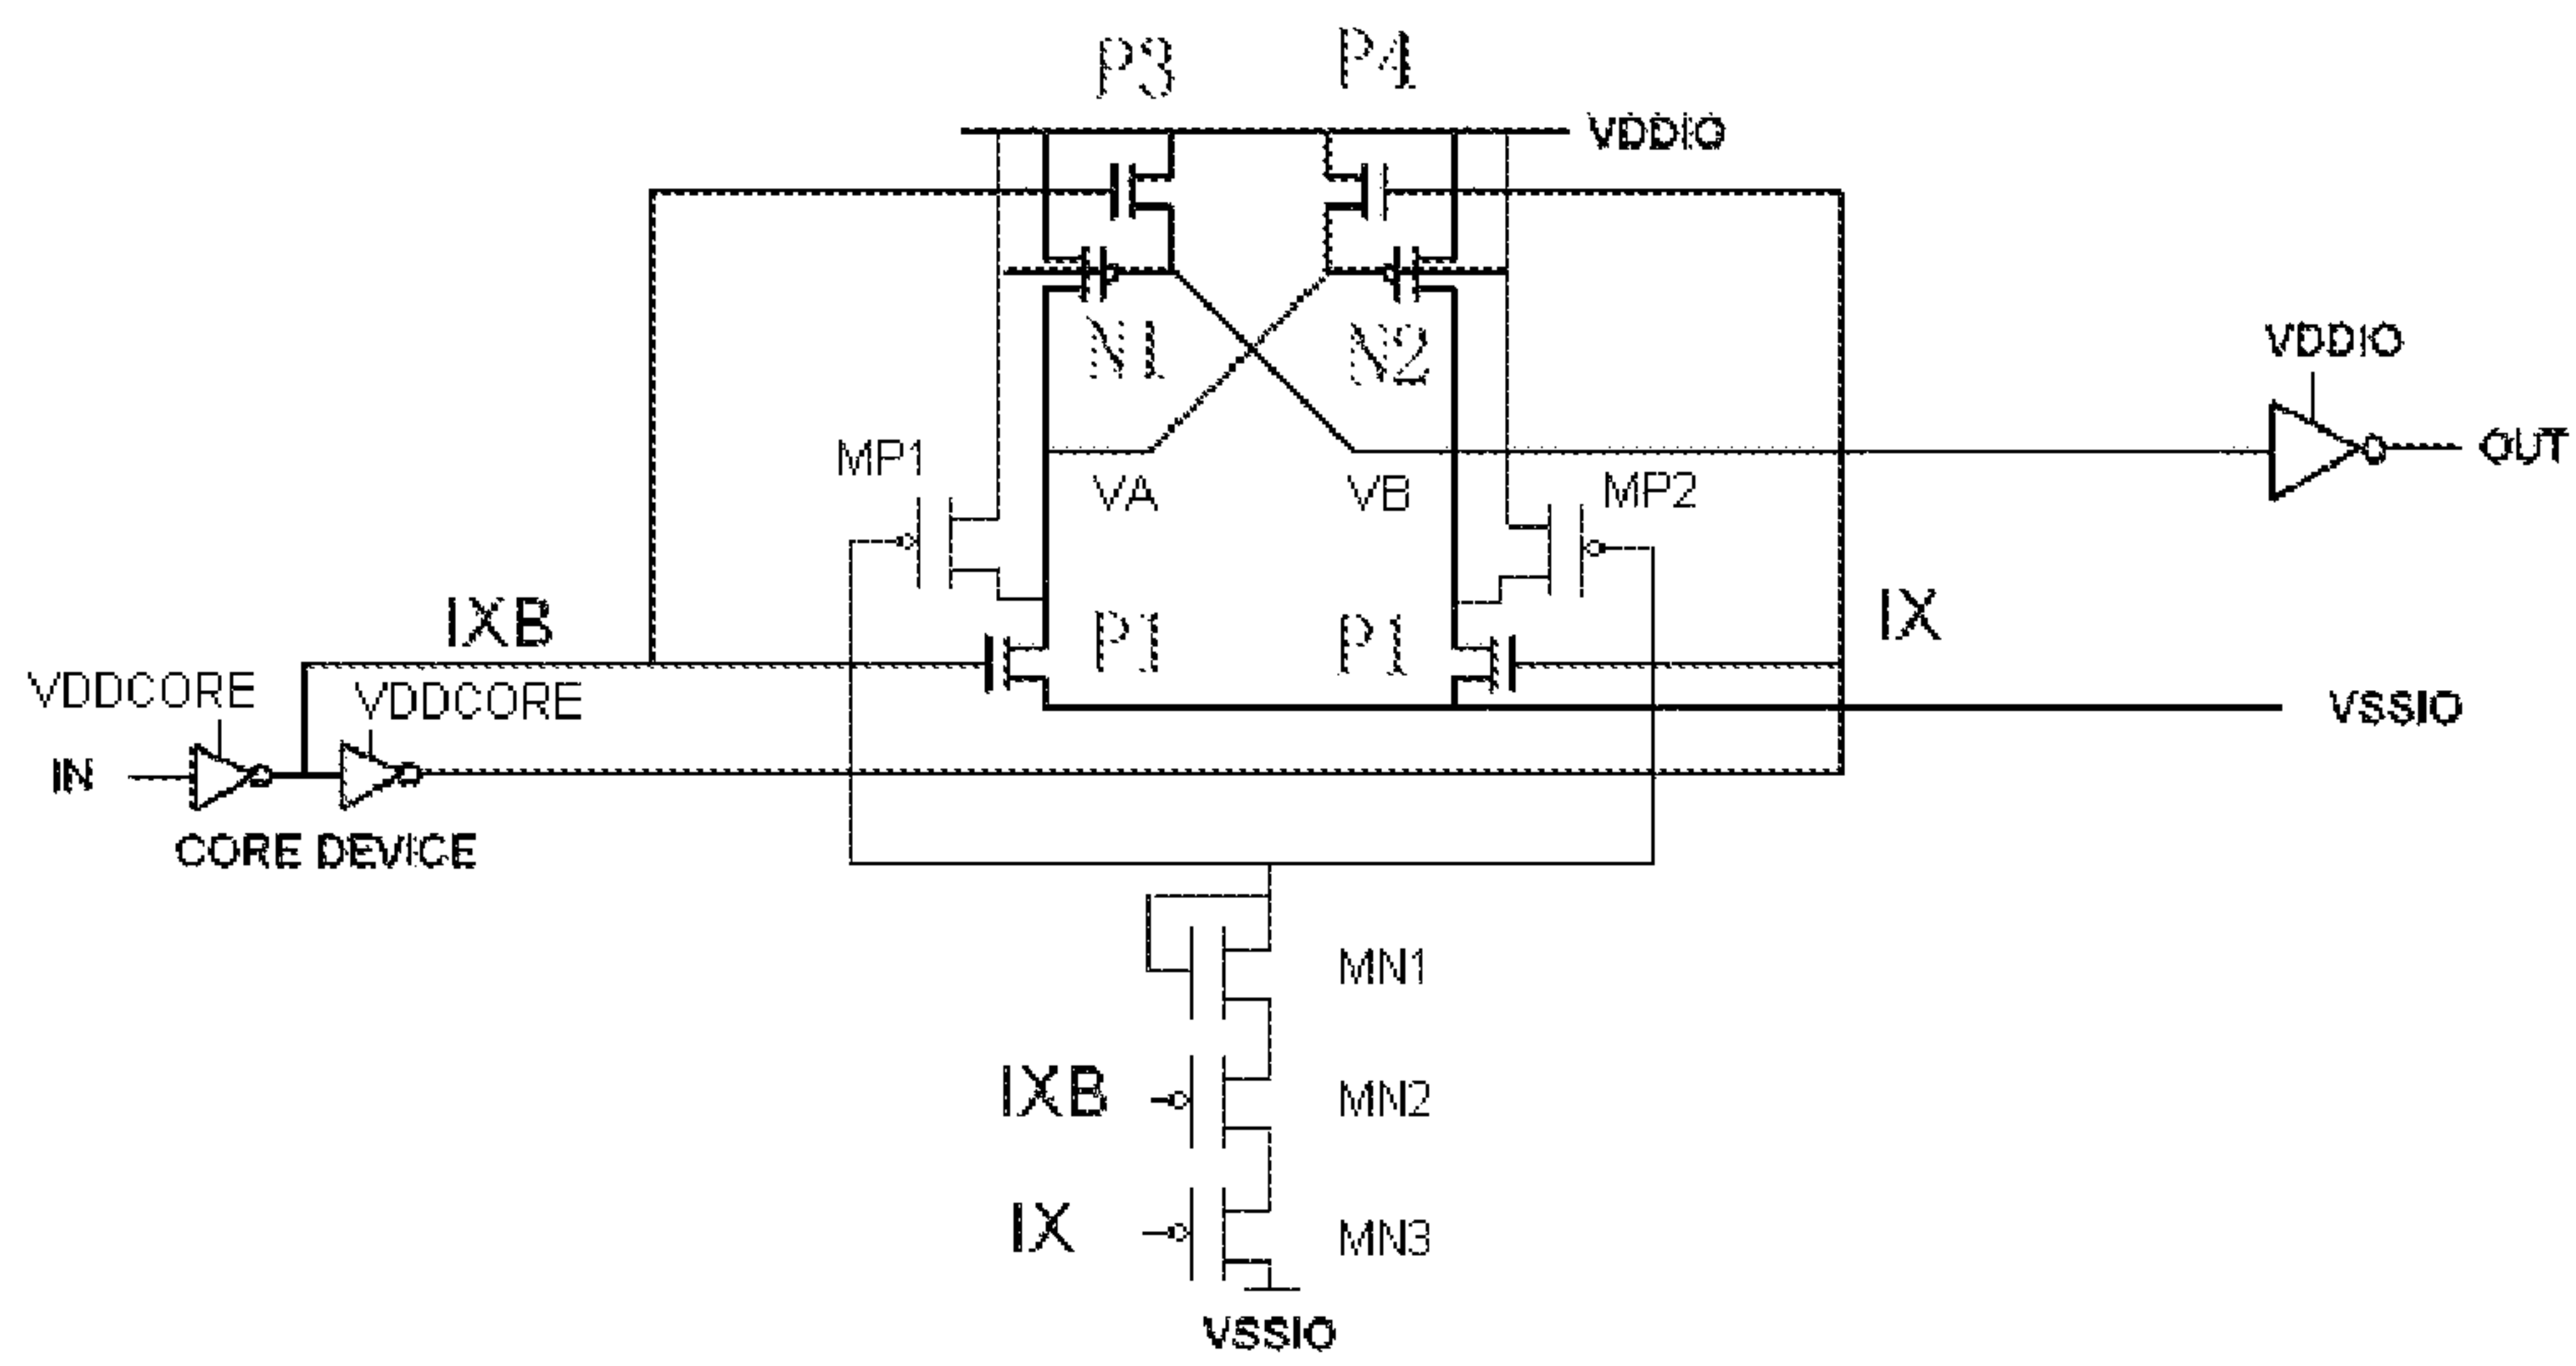 P3
P4
VDDIO
N1
N2
VDDIO
MP1
OUT
VA
VB
MP2
IXB
P1
P1
IX
VDDCORE
VDDCORE
VSSIO
IN
CORE DEVICE
MN1
IXB
MN2
IX
MN3
VSSIO